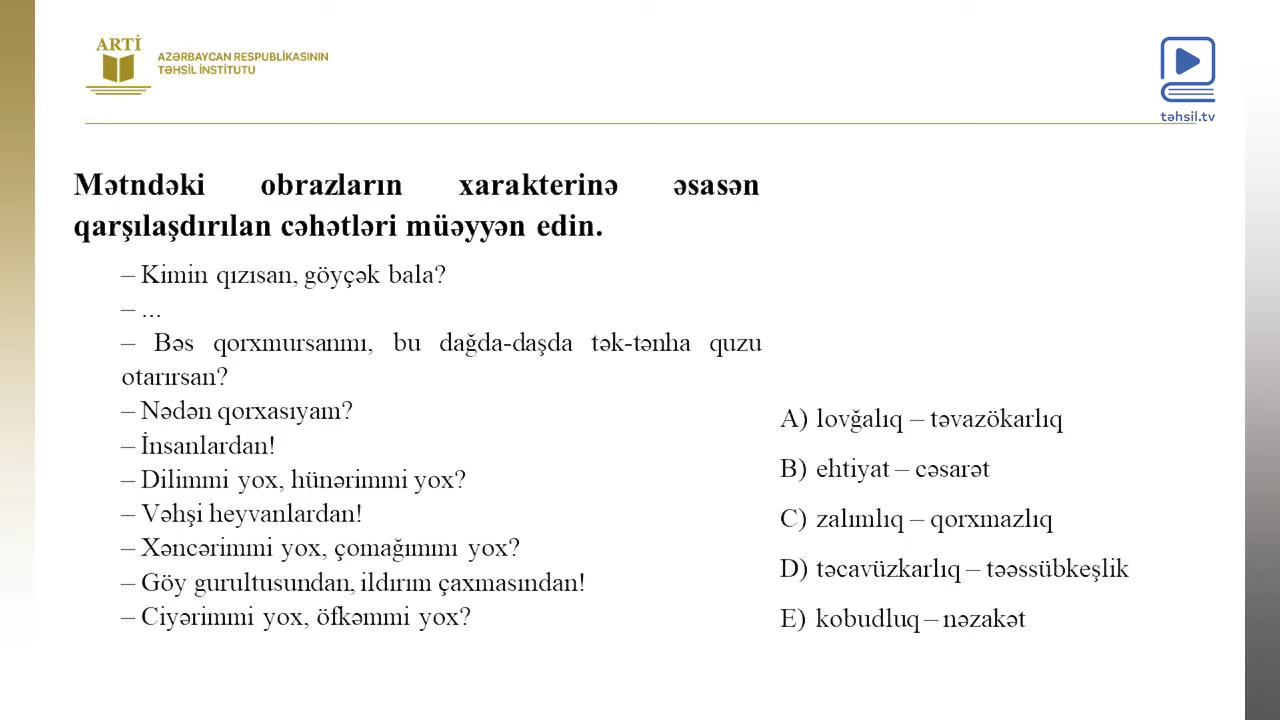 ARTİ
AZƏRBAYCAN RESPUBLİKASININ
TƏHSİL İNSTİTUTU
təhsil.tv
Mətndəki obrazların xarakterinə əsasən
qarşılaşdırılan cəhətləri müəyyən edin.
– Kimin qızısan, göyçək bala?
– ...
– Bəs qorxmursanmı, bu dağda-daşda tək-tənha quzu
otarırsan?
– Nədən qorxasıyam?
– İnsanlardan!
– Dilimmi yox, hünərimmi yox?
– Vəhşi heyvanlardan!
– Xəncərimmi yox, çomağımmı yox?
– Göy gurultusundan, ildırım çaxmasından!
– Ciyərimmi yox, öfkəmmi yox?
A) lovğalıq – təvazökarlıq
B) ehtiyat – cəsarət
C) zalımlıq – qorxmazlıq
D) təcavüzkarlıq – təəssübkeşlik
E) kobudluq – nəzakət